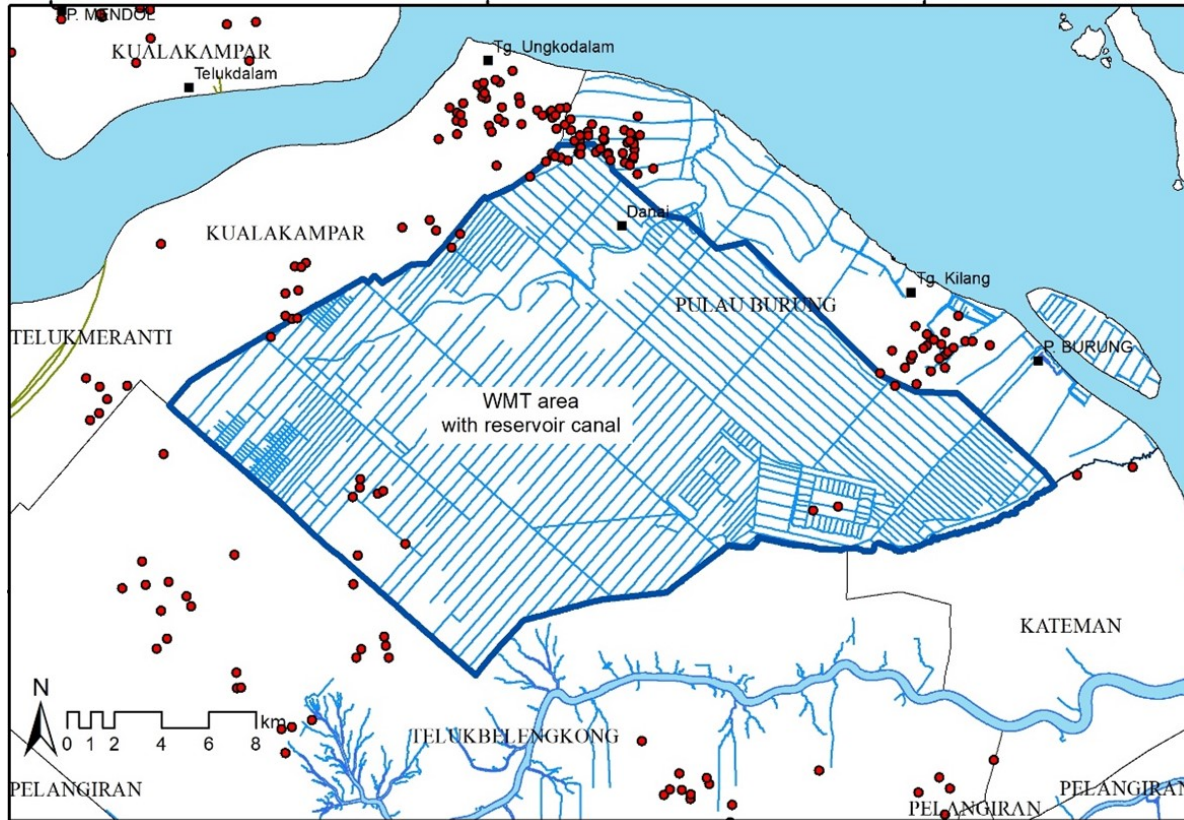 P. MENDOL
KUALAKAMPAR
Tg. Ungkodalam
Telukdalam
Danai
KUALAKAMPAR
Tg. Kilang
PULAU BURUNG
TELUKMERANTI
P. BURUNG
WMT area
with reservoir canal
KATEMAN
N
km
0 1 2 4 6 8
TELUKBELENGKONG
PELANGIRAN
PELANGIRAN
PELANGIRAN